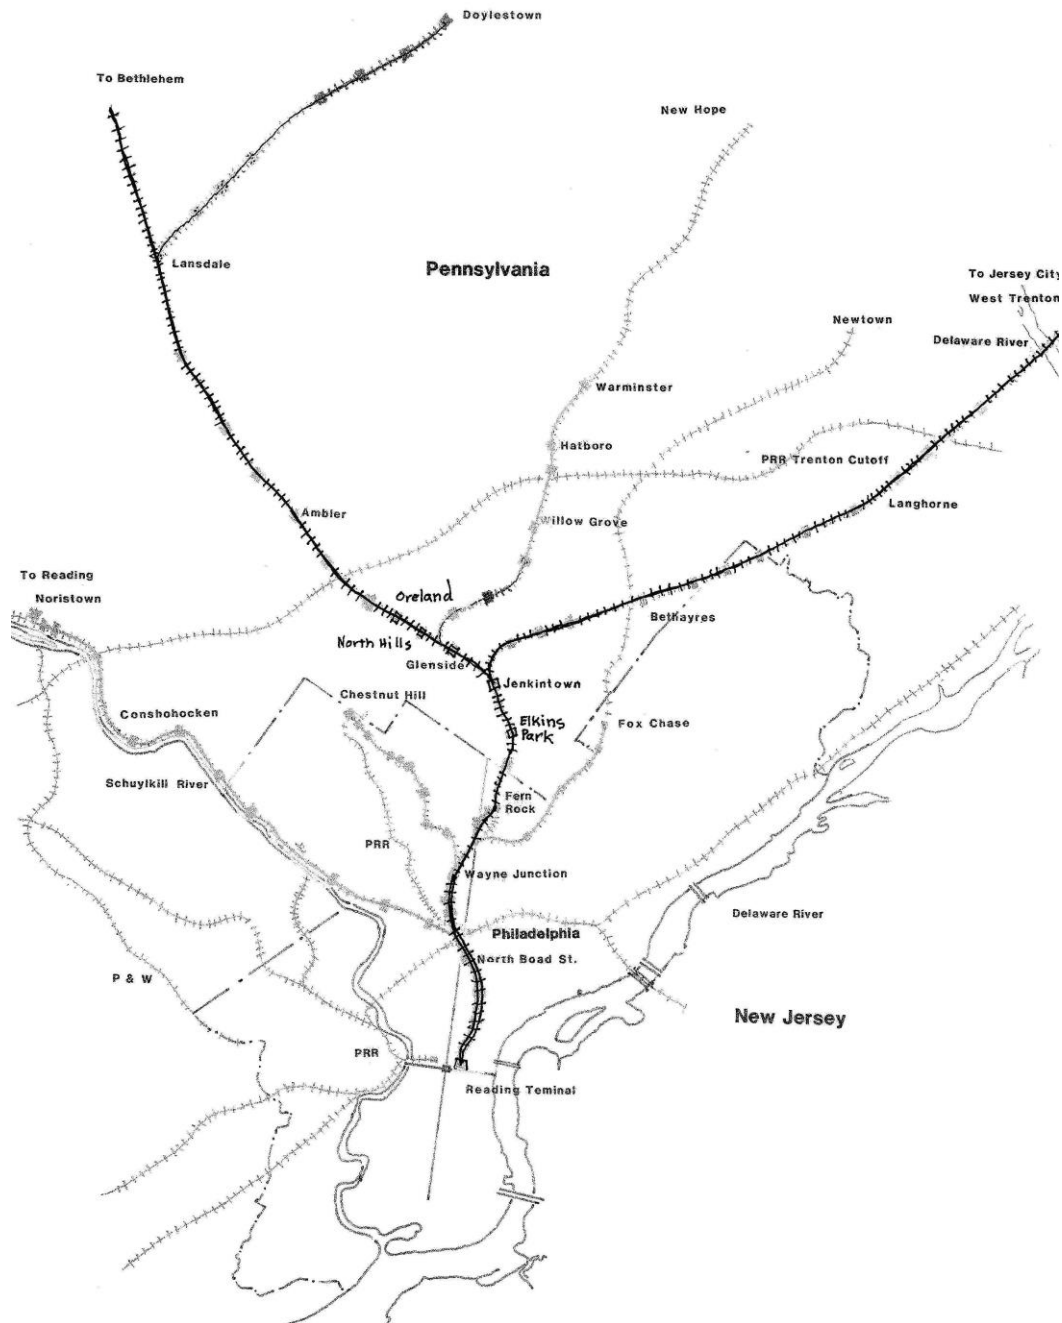 Doylestown
To Bethlehem
New Hope
Lansdale
Pennsylvania
To Jersey City
West Trenton
Newtown
Delaware River
Warminster
Hatboro
PRR Trenton Cutoff
Langhorne
Ambler
Willow Grove
To Reading
Noristown
Oreland
Bethayres
North Hills
Glenside
Jenkintown
Chestnut Hill
Elkins
Park
Fox Chase
Conshohocken
Schuylkill River
Fern
Rock
PRR
Wayne Junction
Delaware River
Philadelphia
North Boad St.
P & W
New Jersey
PRR
Reading Teminal